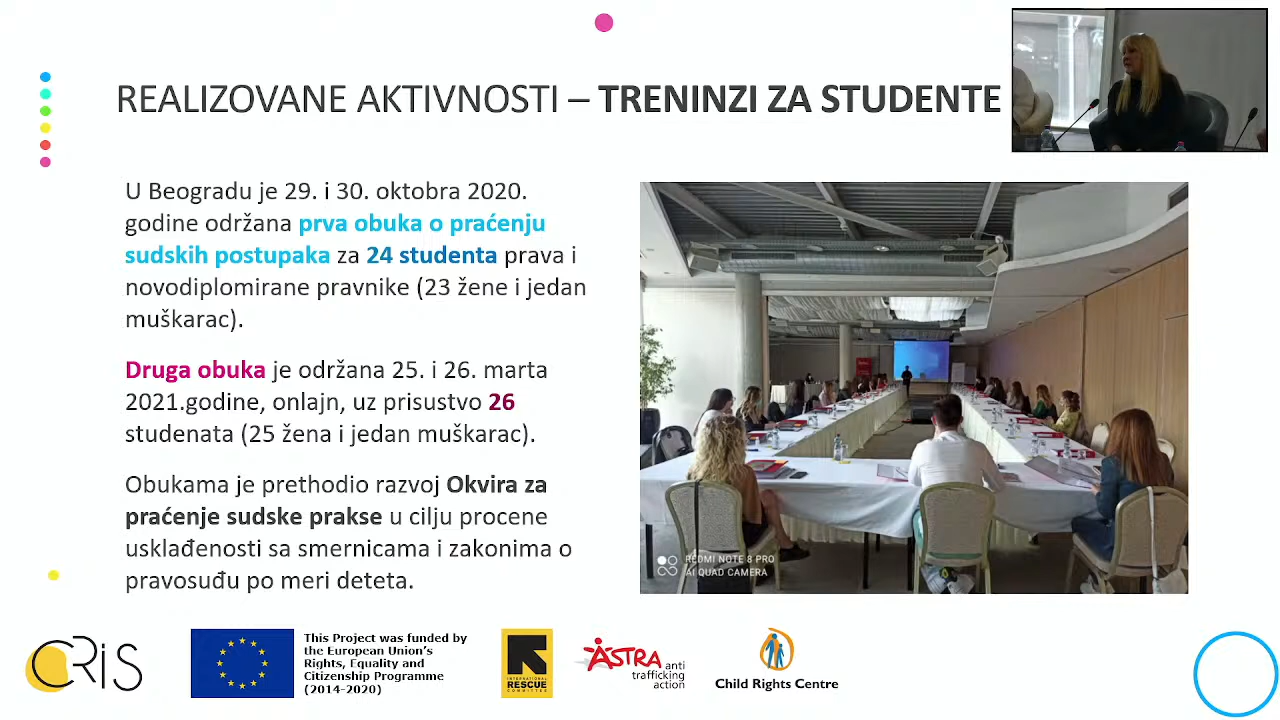 REALIZOVANE AKTIVNOSTI – TRENINZI ZA STUDENTE
U Beogradu je 29. i 30. oktobra 2020.
godine održana prva obuka o praćenju
sudskih postupaka za 24 studenta prava i
novodiplomirane pravnike (23 žene i jedan
muškarac).
Druga obuka je održana 25. i 26. marta
2021.godine, onlajn, uz prisustvo 26
studenata (25 žena i jedan muškarac).
Obukama je prethodio razvoj Okvira za
praćenje sudske prakse u cilju procene
usklađenosti sa smernicama i zakonima o
pravosuđu po meri deteta.
REDMI NOTE 8 PRO
AI QUAD CAMERA
CRiS
This Project was funded by
the European Union's
Rights, Equality and
Citizenship Programme
(2014-2020)
INTERNATIONAL
RESCUE
COMMITTEE
ASTRA anti
trafficking
action
Child Rights Centre